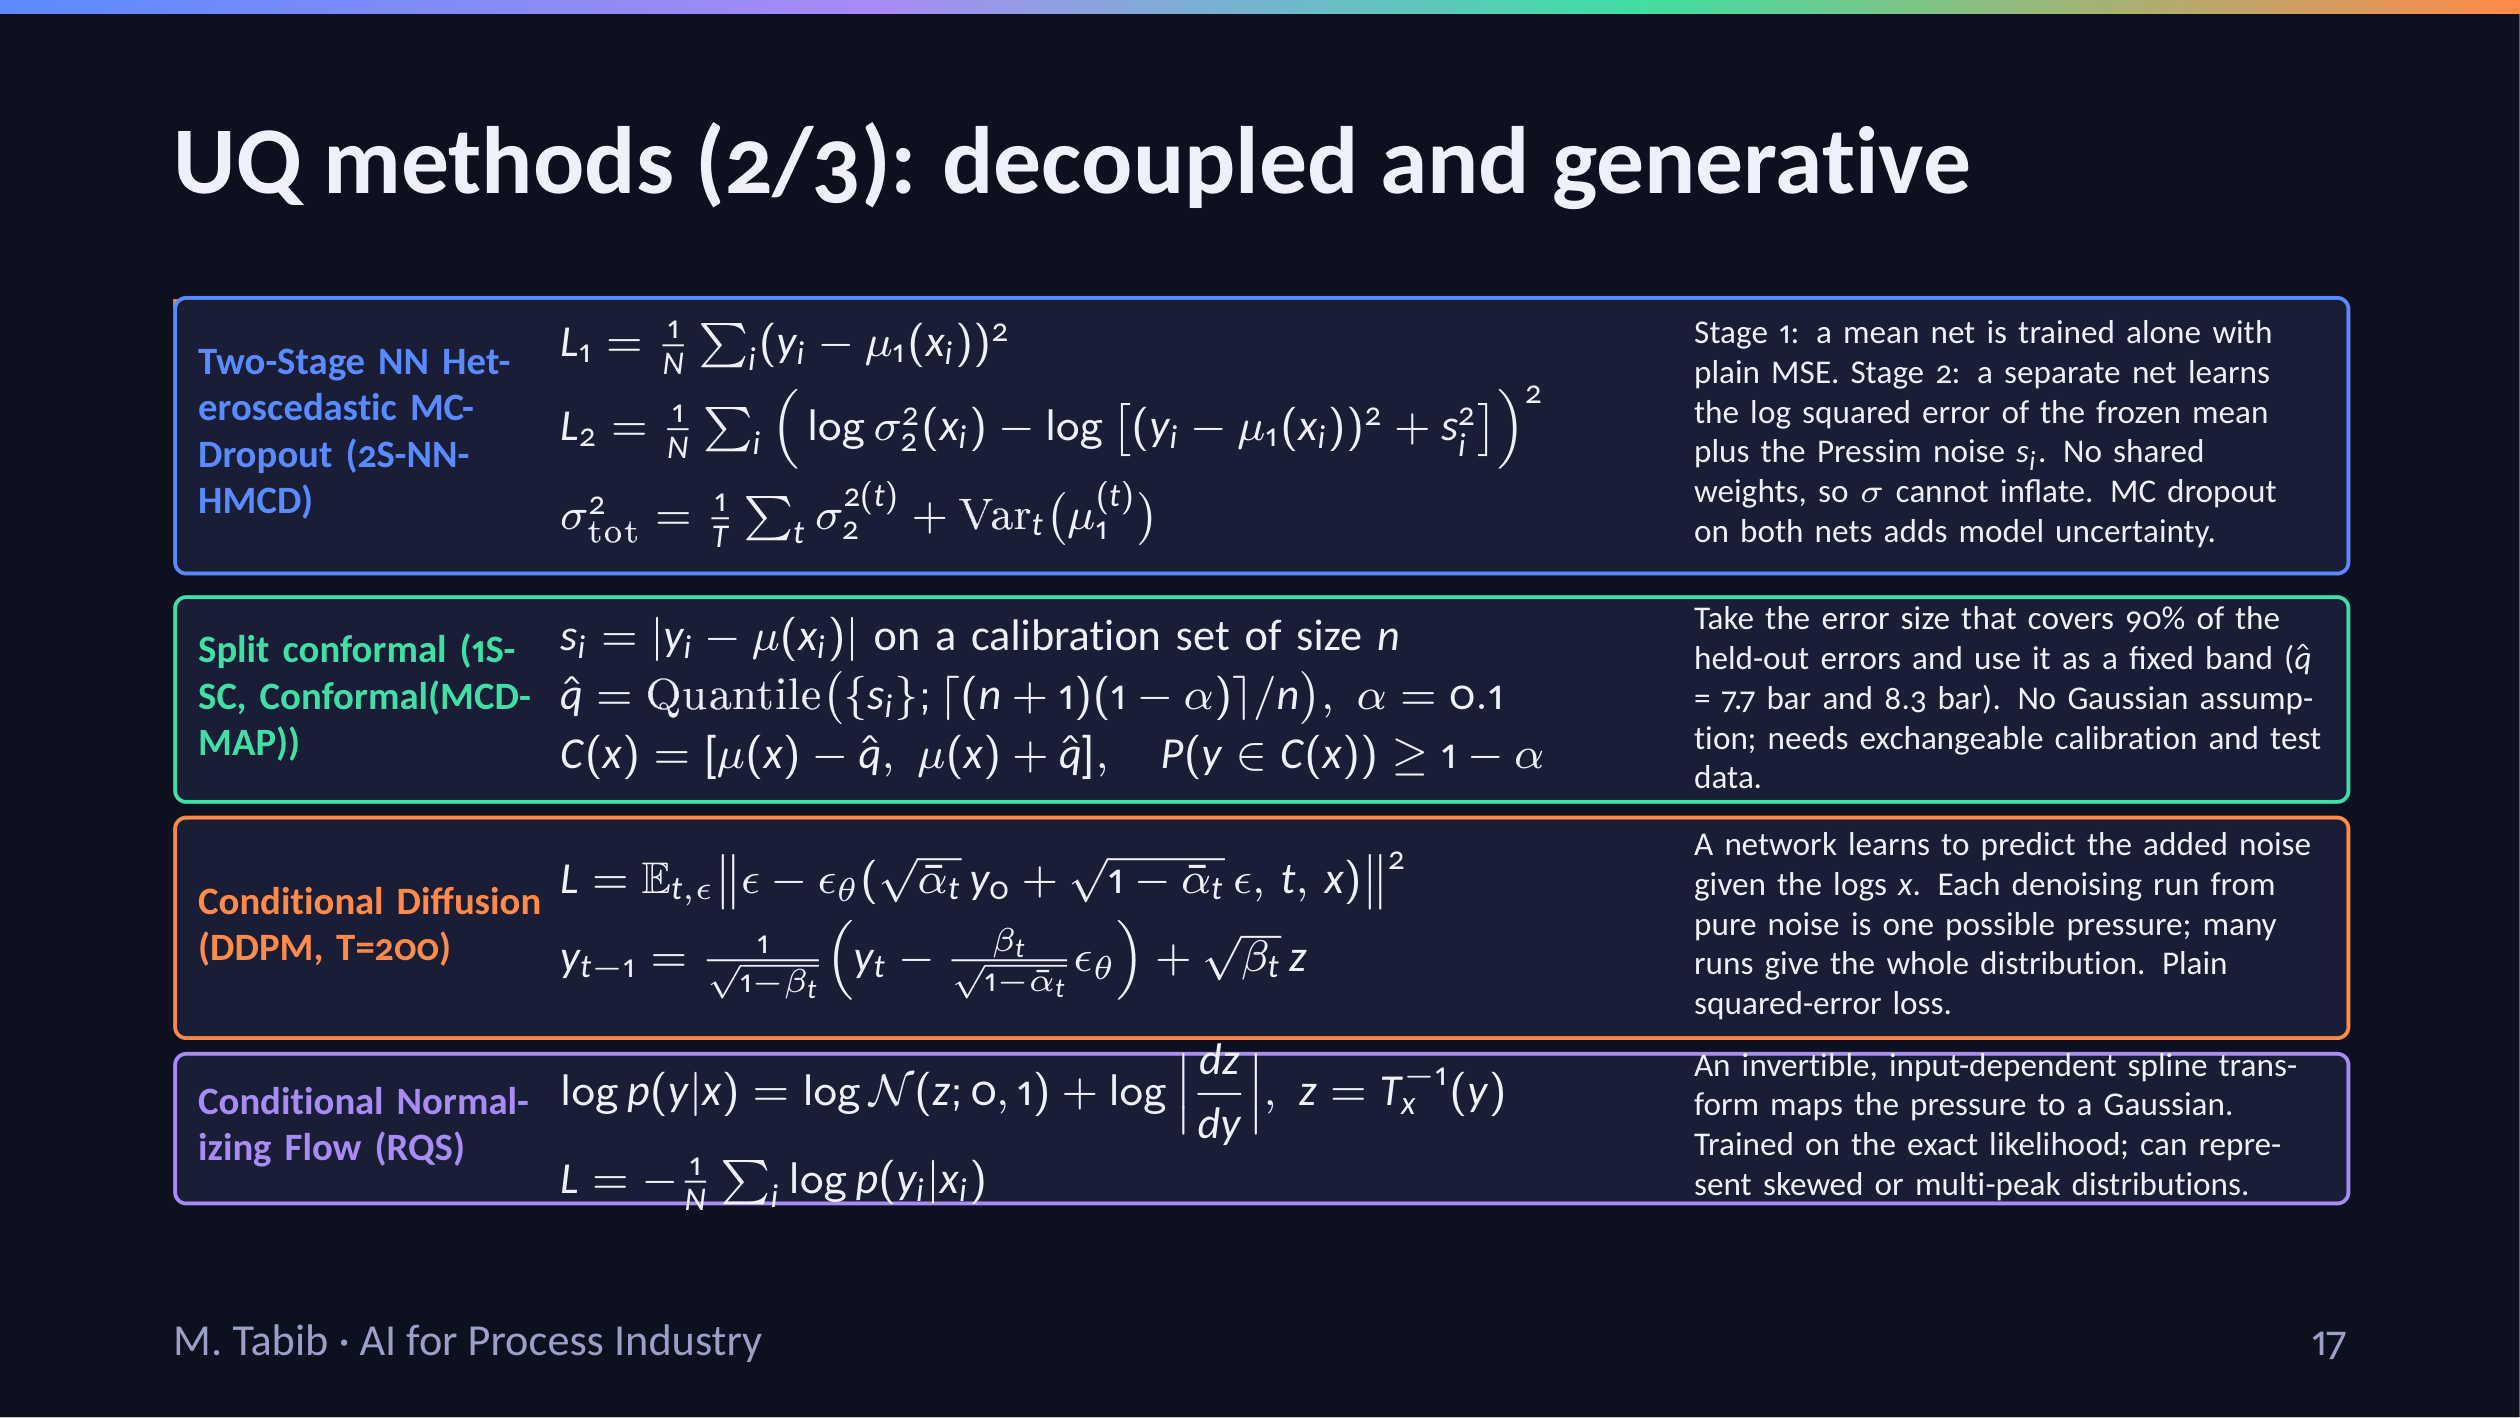 UQ methods (2/3): decoupled and generative
Two-Stage NN Het-
eroscedastic MC-
Dropout (2S-NN-
HMCD)
L₁ = 1/N ∑ᵢ(yᵢ − μ₁(xᵢ))²
L₂ = 1/N ∑ᵢ (log σ₂²(xᵢ) − log [(yᵢ − μ₁(xᵢ))² + sᵢ²])²
σ²_tot = 1/T ∑ₜ σ₂^2(t) + Varₜ(μ₁^(t))
Stage 1: a mean net is trained alone with
plain MSE. Stage 2: a separate net learns
the log squared error of the frozen mean
plus the Pressim noise sᵢ. No shared
weights, so σ cannot inflate. MC dropout
on both nets adds model uncertainty.
Split conformal (1S-
SC, Conformal(MCD-
MAP))
sᵢ = |yᵢ − μ(xᵢ)| on a calibration set of size n
q̂ = Quantile({sᵢ}; ⌈(n + 1)(1 − α)⌉/n), α = 0.1
C(x) = [μ(x) − q̂, μ(x) + q̂], P(y ∈ C(x)) ≥ 1 − α
Take the error size that covers 90% of the
held-out errors and use it as a fixed band (q̂
= 7.7 bar and 8.3 bar). No Gaussian assump-
tion; needs exchangeable calibration and test
data.
Conditional Diffusion
(DDPM, T=200)
L = 𝔼_{t,ϵ}||ϵ − ϵ_θ(√ᾱₜ y₀ + √(1 − ᾱₜ) ϵ, t, x)||²
yₜ₋₁ = 1/√(1−βₜ) (yₜ − βₜ/√(1−ᾱₜ) ϵ_θ) + √βₜ z
A network learns to predict the added noise
given the logs x. Each denoising run from
pure noise is one possible pressure; many
runs give the whole distribution. Plain
squared-error loss.
Conditional Normal-
izing Flow (RQS)
log p(y|x) = log 𝒩(z; 0, 1) + log |dz/dy|, z = Tₓ⁻¹(y)
L = −1/N ∑ᵢ log p(yᵢ|xᵢ)
An invertible, input-dependent spline trans-
form maps the pressure to a Gaussian.
Trained on the exact likelihood; can repre-
sent skewed or multi-peak distributions.
M. Tabib · AI for Process Industry
17